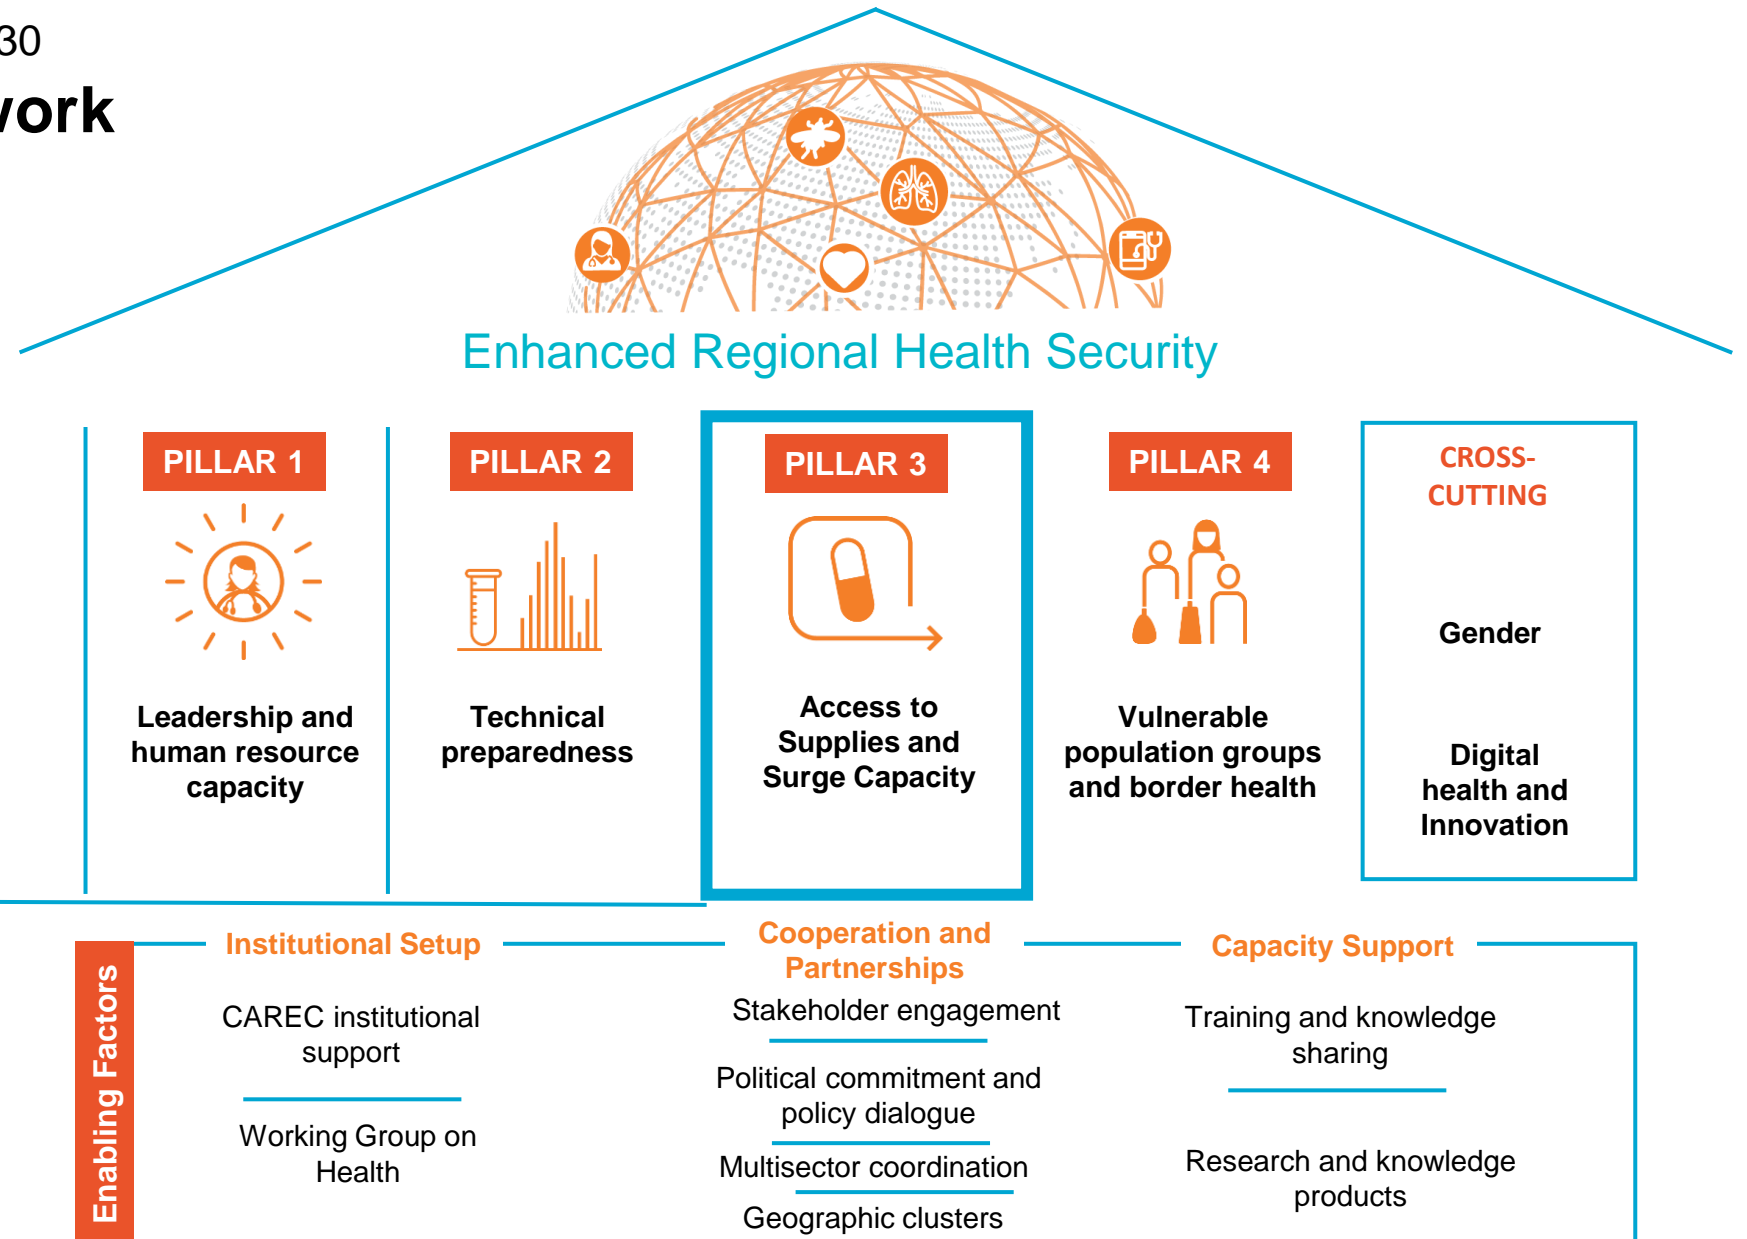 30
work
Enhanced Regional Health Security
PILLAR 1
Leadership and
human resource
capacity
PILLAR 2
Technical
preparedness
PILLAR 3
Access to
Supplies and
Surge Capacity
PILLAR 4
Vulnerable
population groups
and border health
CROSS-
CUTTING
Gender
Digital
health and
Innovation
Enabling Factors
Institutional Setup
CAREC institutional
support
Working Group on
Health
Cooperation and
Partnerships
Stakeholder engagement
Political commitment and
policy dialogue
Multisector coordination
Geographic clusters
Capacity Support
Training and knowledge
sharing
Research and knowledge
products